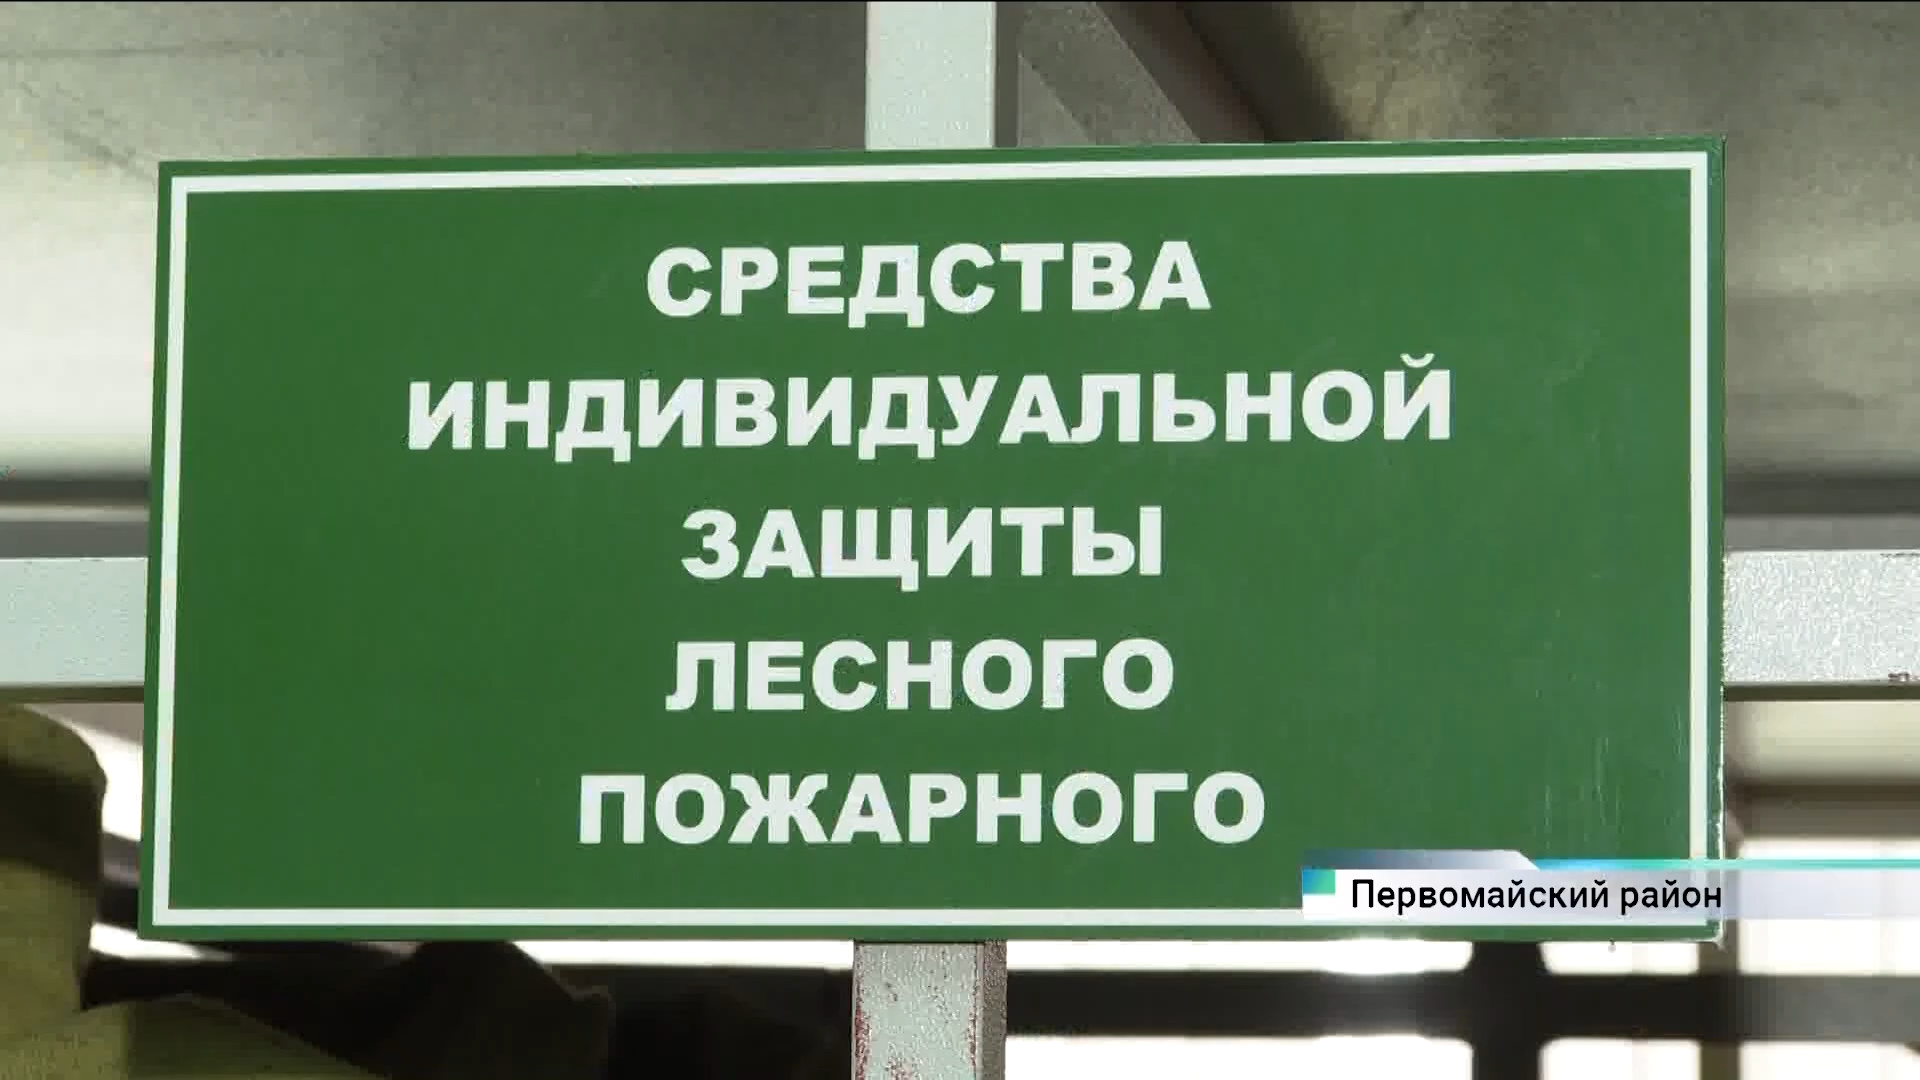 СРЕДСТВА
ИНДИВИДУАЛЬНОЙ
ЗАЩИТЫ
ЛЕСНОГО
ПОЖАРНОГО
Первомайский район